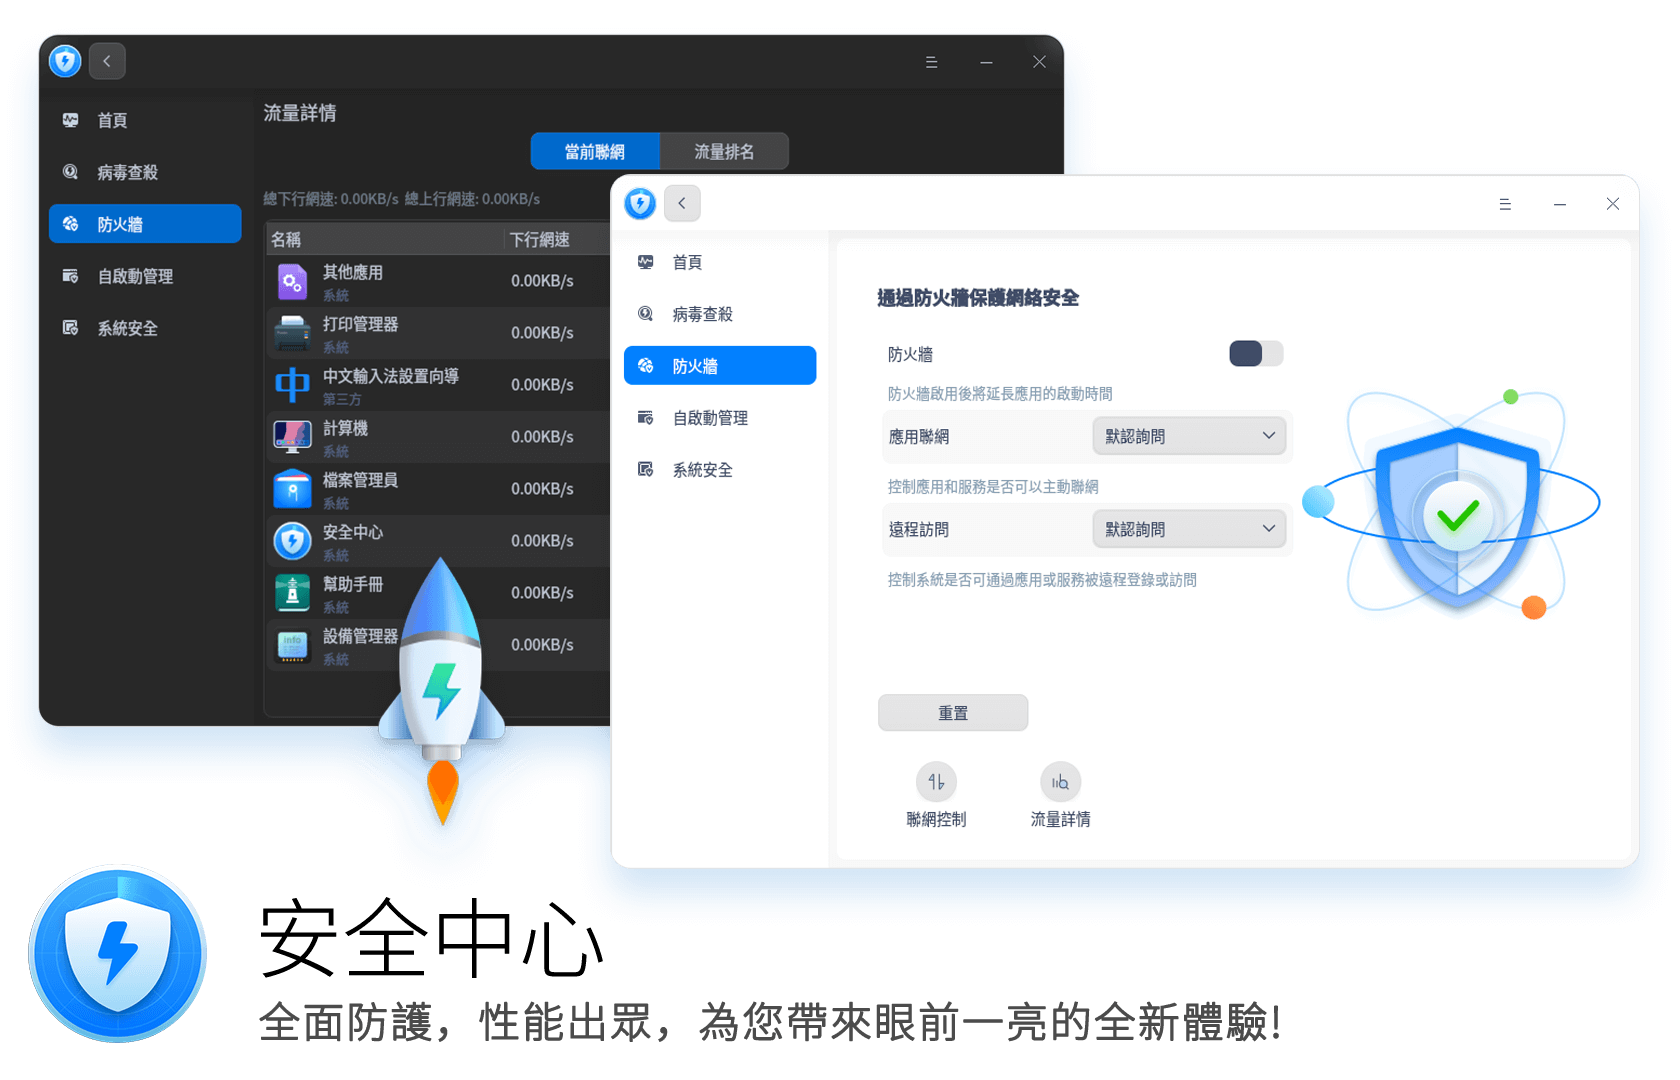 首頁
病毒查殺
防火牆
自啟動管理
系統安全
流量詳情
當前聯網
流量排名
總下行網速: 0.00KB/s 總上行網速: 0.00KB/s
名稱 下行網速
其他應用
系統
0.00KB/s
打印管理器
系統
0.00KB/s
中文輸入法設置向導
第三方
0.00KB/s
計算機
系統
0.00KB/s
檔案管理員
系統
0.00KB/s
安全中心
系統
0.00KB/s
幫助手冊
系統
0.00KB/s
info
設備管理器
系統
0.00KB/s
首頁
病毒查殺
防火牆
自啟動管理
系統安全
通過防火牆保護網絡安全
防火牆
防火牆啟用後將延長應用的啟動時間
應用聯網 默認詢問
控制應用和服務是否可以主動聯網
遠程訪問 默認詢問
控制系統是否可通過應用或服務被遠程登錄或訪問
重置
聯網控制 流量詳情
安全中心
全面防護，性能出眾，為您帶來眼前一亮的全新體驗!